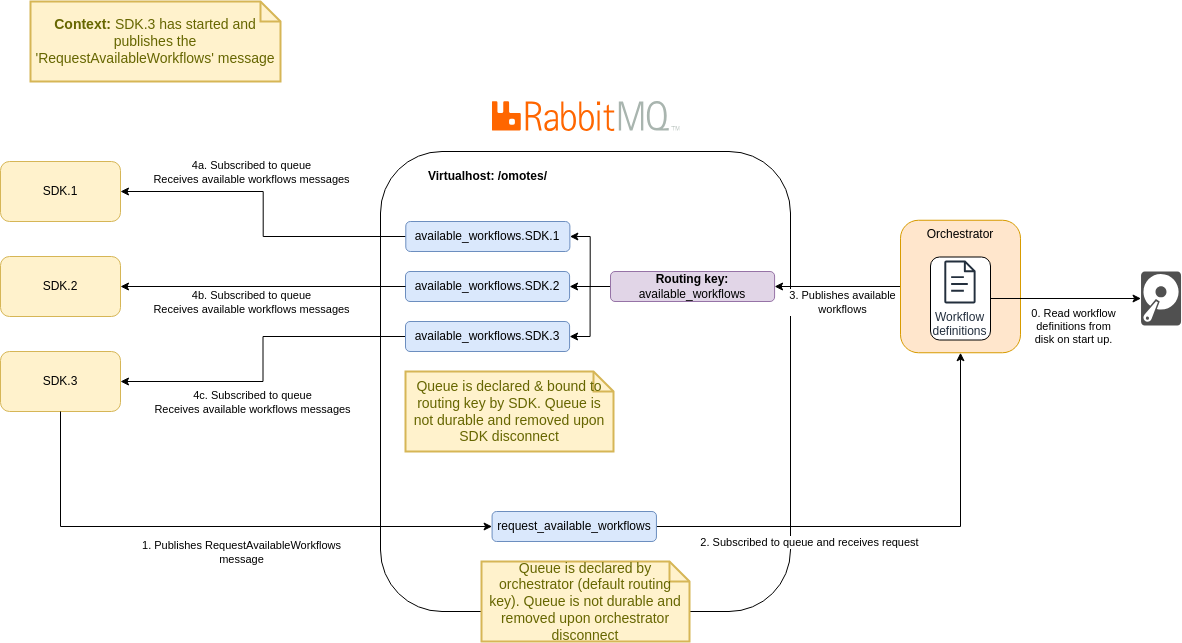 Context: SDK.3 has started and
publishes the
'RequestAvailableWorkflows' message
RabbitMQ TM
Virtualhost: /omotes/
SDK.1
4a. Subscribed to queue
Receives available workflows messages
available_workflows.SDK.1
SDK.2
4b. Subscribed to queue
Receives available workflows messages
available_workflows.SDK.2
Routing key:
available_workflows
3. Publishes available
workflows
Orchestrator
Workflow
definitions
0. Read workflow
definitions from
disk on start up.
available_workflows.SDK.3
SDK.3
4c. Subscribed to queue
Receives available workflows messages
Queue is declared & bound to
routing key by SDK. Queue is
not durable and removed upon
SDK disconnect
request_available_workflows
1. Publishes RequestAvailableWorkflows
message
2. Subscribed to queue and receives request
Queue is declared by
orchestrator (default routing
key). Queue is not durable and
removed upon orchestrator
disconnect